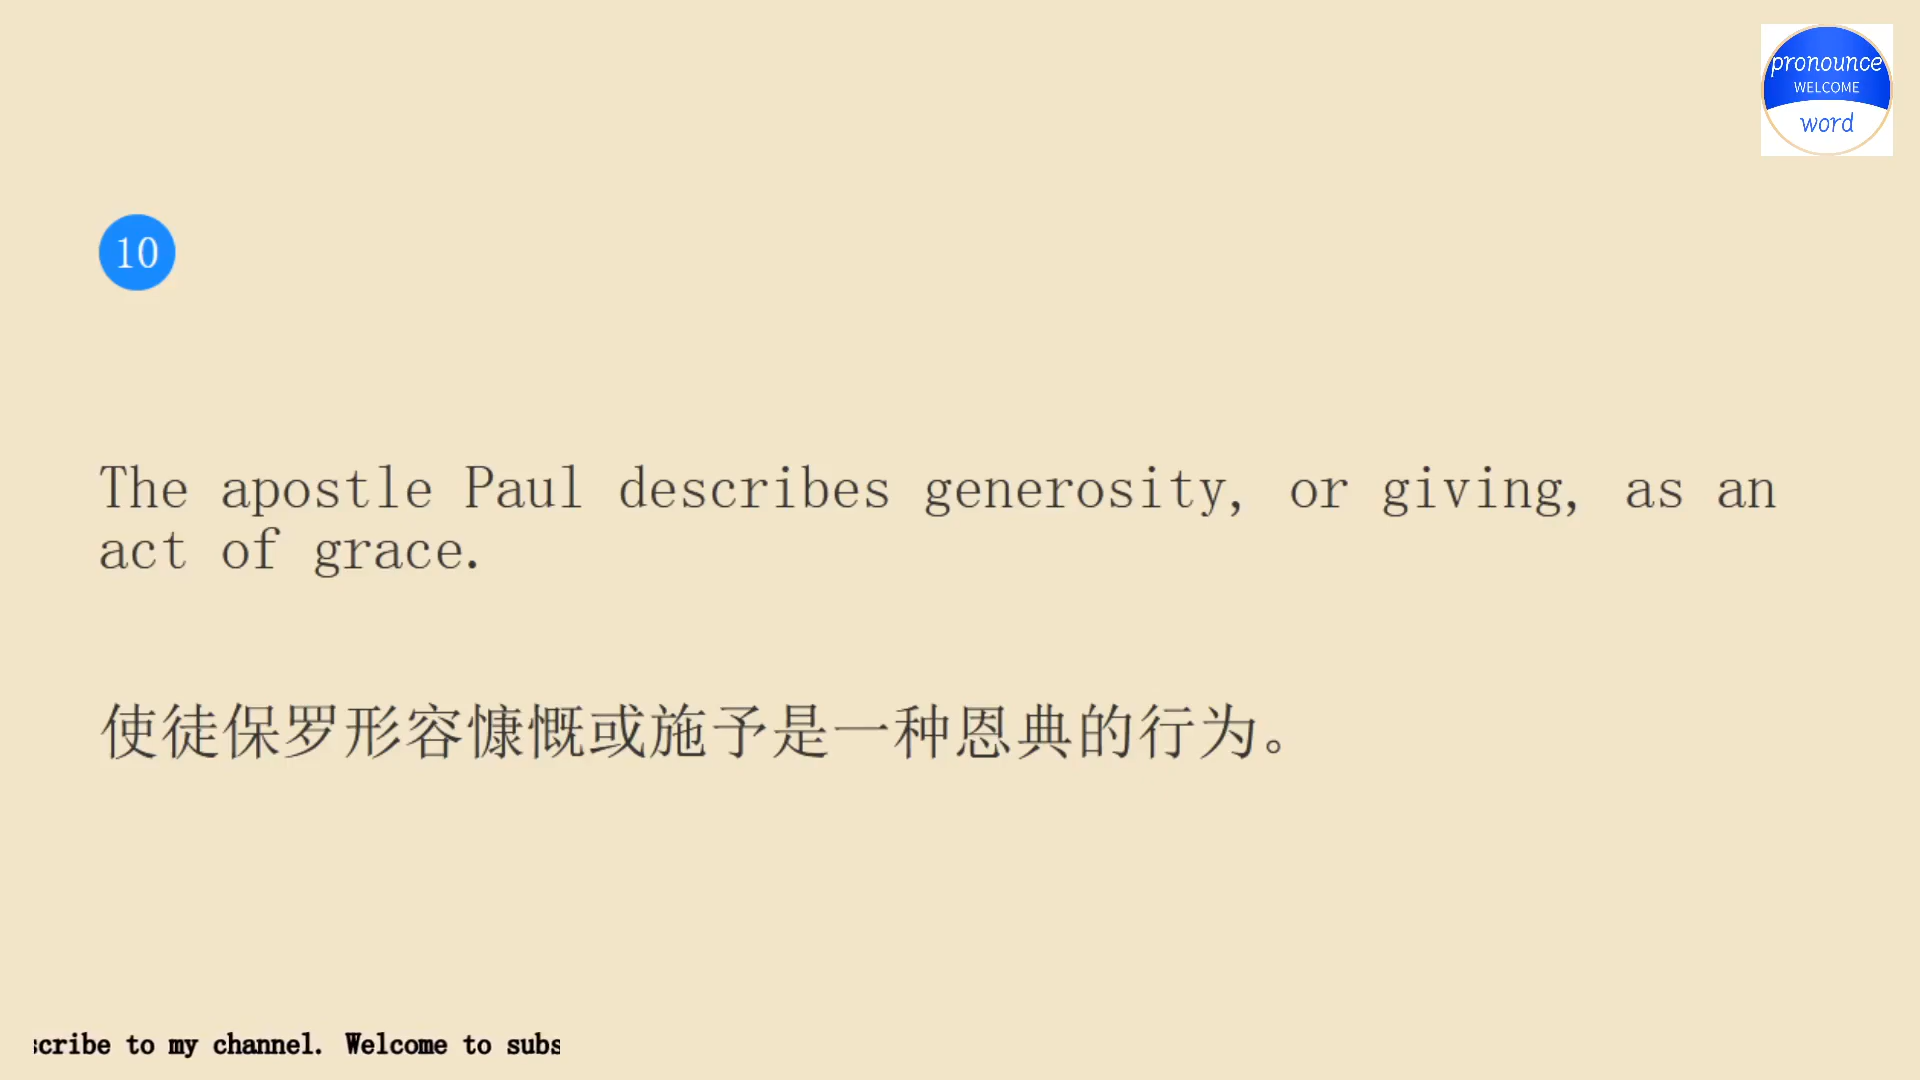 pronounce
WELCOME
word
10
The apostle Paul describes generosity, or giving, as an
act of grace.
使徒保罗形容慷慨或施予是一种恩典的行为。
scribe to my channel. Welcome to subs